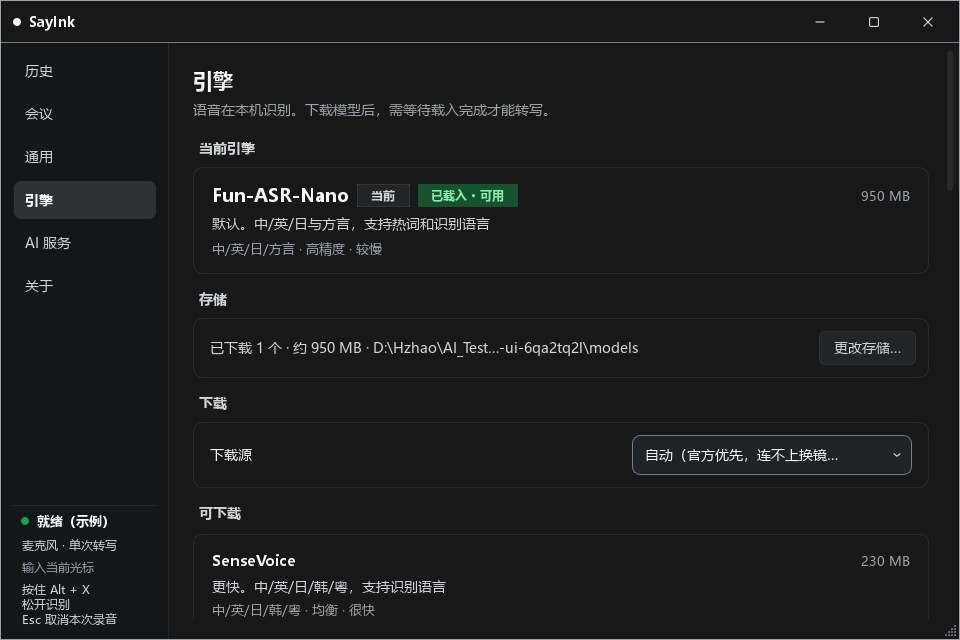 SayInk
历史
会议
通用
引擎
AI 服务
关于
就绪（示例）
麦克风 · 单次转写
输入当前光标
按住 Alt + X
松开识别
Esc 取消本次录音
引擎
语音在本机识别。下载模型后，需等待载入完成才能转写。
当前引擎
Fun-ASR-Nano 当前 已载入 · 可用 950 MB
默认。中/英/日与方言，支持热词和识别语言
中/英/日/方言 · 高精度 · 较慢
存储
已下载 1 个 · 约 950 MB · D:\Hzhao\AI_Test...-ui-6qa2tq2l\models 更改存储...
下载
下载源 自动（官方优先，连不上换镜...
可下载
SenseVoice 230 MB
更快。中/英/日/韩/粤，支持识别语言
中/英/日/韩/粤 · 均衡 · 很快